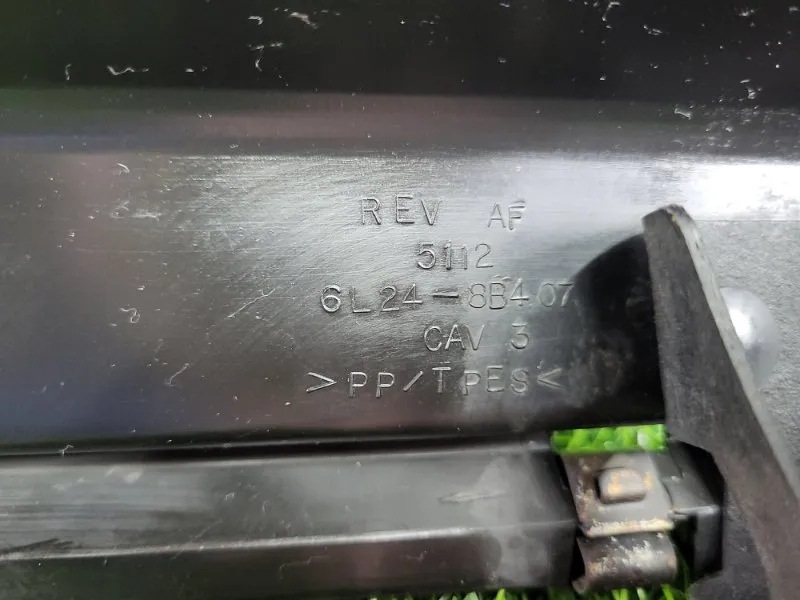 REV AF
5112
6L24-8B407
CAV 3
>PP/TPES<